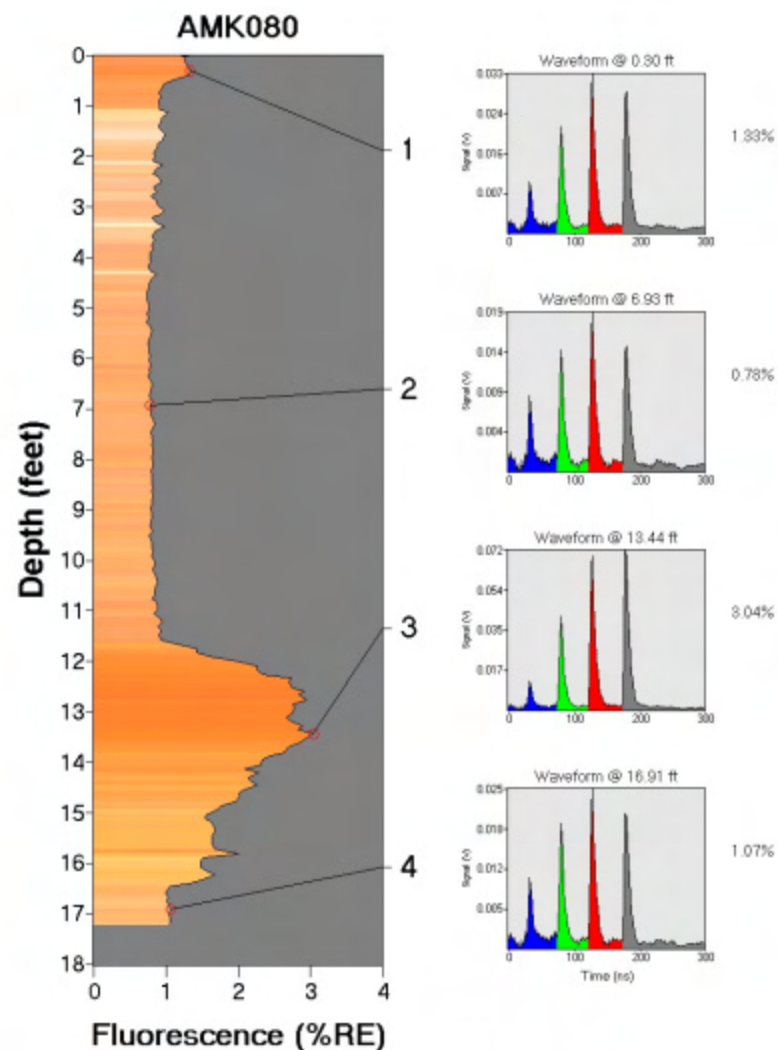 AMK080
0
1
2
3
4
5
6
7
8
9
10
11
12
13
14
15
16
17
18
Depth (feet)
0 1 2 3 4
Fluorescence (%RE)
1
2
3
4
Waveform @ 0.30 ft
0.033
0.024
0.016
0.007
Signal (V)
0 100 200 300
1.33%
Waveform @ 6.93 ft
0.019
0.014
0.009
0.004
Signal (V)
0 100 200 300
0.78%
Waveform @ 13.44 ft
0.072
0.054
0.035
0.017
Signal (V)
0 100 200 300
3.04%
Waveform @ 16.91 ft
0.025
0.018
0.012
0.005
Signal (V)
0 100 200 300
Time (ns)
1.07%